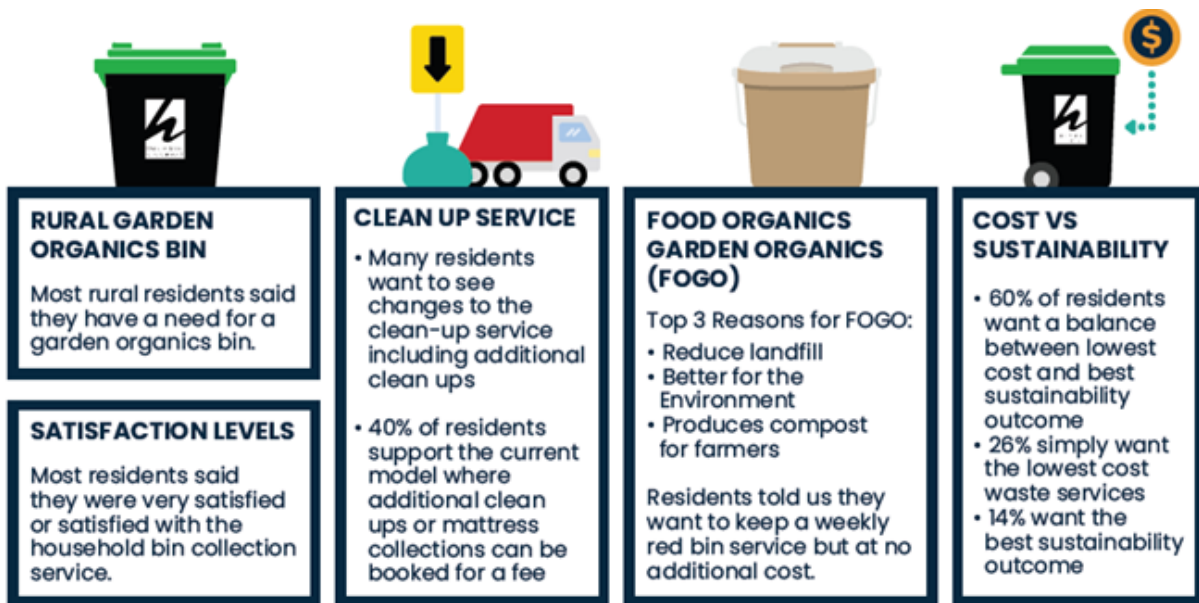 $
RURAL GARDEN
ORGANICS BIN
Most rural residents said
they have a need for a
garden organics bin.
SATISFACTION LEVELS
Most residents said
they were very satisfied
or satisfied with the
household bin collection
service.
CLEAN UP SERVICE
• Many residents
want to see
changes to the
clean-up service
including additional
clean ups
• 40% of residents
support the current
model where
additional clean
ups or mattress
collections can be
booked for a fee
FOOD ORGANICS
GARDEN ORGANICS
(FOGO)
Top 3 Reasons for FOGO:
• Reduce landfill
• Better for the
Environment
• Produces compost
for farmers
Residents told us they
want to keep a weekly
red bin service but at no
additional cost.
COST VS
SUSTAINABILITY
• 60% of residents
want a balance
between lowest
cost and best
sustainability
outcome
• 26% simply want
the lowest cost
waste services
• 14% want the
best sustainability
outcome